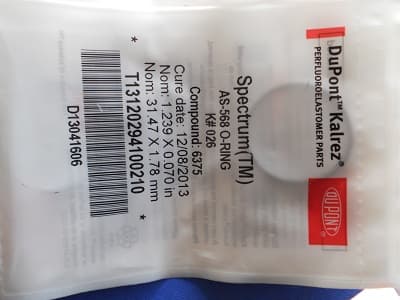 DuPont™ Kalrez®
PERFLUOROELASTOMER PARTS
DUPONT
Spectrum(TM)
AS-568 O-RING
K# 026
Compound: 6375
Cure date: 12/08/2013
Nom: 1.239 X 0.070 in
Nom: 31.47 X 1.78 mm
* T13120294100210 *
D13041606